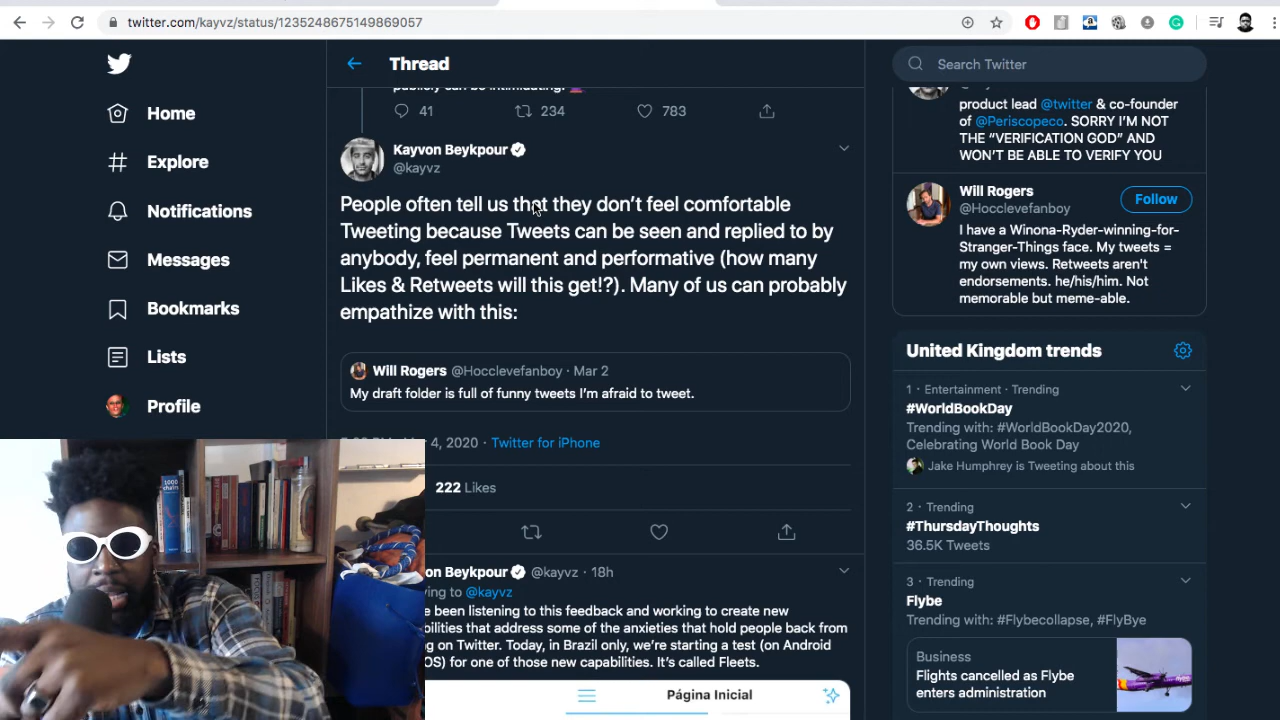 twitter.com/kayvz/status/1235248675149869057
Home
Explore
Notifications
Messages
Bookmarks
Lists
Profile
Thread
publicly can be intimidating.
41 234 783
Kayvon Beykpour
@kayvz
People often tell us that they don’t feel comfortable
Tweeting because Tweets can be seen and replied to by
anybody, feel permanent and performative (how many
Likes & Retweets will this get!?). Many of us can probably
empathize with this:
Will Rogers @Hocclevefanboy · Mar 2
My draft folder is full of funny tweets I’m afraid to tweet.
4, 2020 · Twitter for iPhone
222 Likes
on Beykpour @kayvz · 18h
ying to @kayvz
e been listening to this feedback and working to create new
bilities that address some of the anxieties that hold people back from
ng on Twitter. Today, in Brazil only, we’re starting a test (on Android
OS) for one of those new capabilities. It’s called Fleets.
Página Inicial
Search Twitter
product lead @twitter & co-founder
of @Periscopeco. SORRY I’M NOT
THE “VERIFICATION GOD” AND
WON’T BE ABLE TO VERIFY YOU
Will Rogers
@Hocclevefanboy
Follow
I have a Winona-Ryder-winning-for-
Stranger-Things face. My tweets =
my own views. Retweets aren't
endorsements. he/his/him. Not
memorable but meme-able.
United Kingdom trends
1 · Entertainment · Trending
#WorldBookDay
Trending with: #WorldBookDay2020,
Celebrating World Book Day
Jake Humphrey is Tweeting about this
2 · Trending
#ThursdayThoughts
36.5K Tweets
3 · Trending
Flybe
Trending with: #Flybecollapse, #FlyBye
Business
Flights cancelled as Flybe
enters administration
1000
chairs